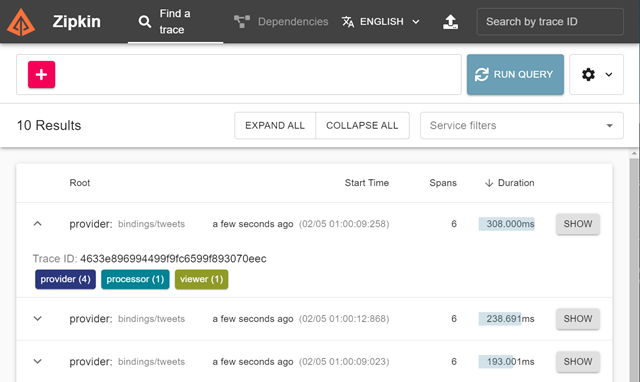 Zipkin
Find a
trace
Dependencies
ENGLISH
Search by trace ID
+
RUN QUERY
10 Results
EXPAND ALL
COLLAPSE ALL
Service filters
Root Start Time Spans Duration
provider: bindings/tweets a few seconds ago (02/05 01:00:09:258) 6 308.000ms SHOW
Trace ID: 4633e896994499f9fc6599f893070eec
provider (4) processor (1) viewer (1)
provider: bindings/tweets a few seconds ago (02/05 01:00:12:868) 6 238.691ms SHOW
provider: bindings/tweets a few seconds ago (02/05 01:00:09:023) 6 193.001ms SHOW